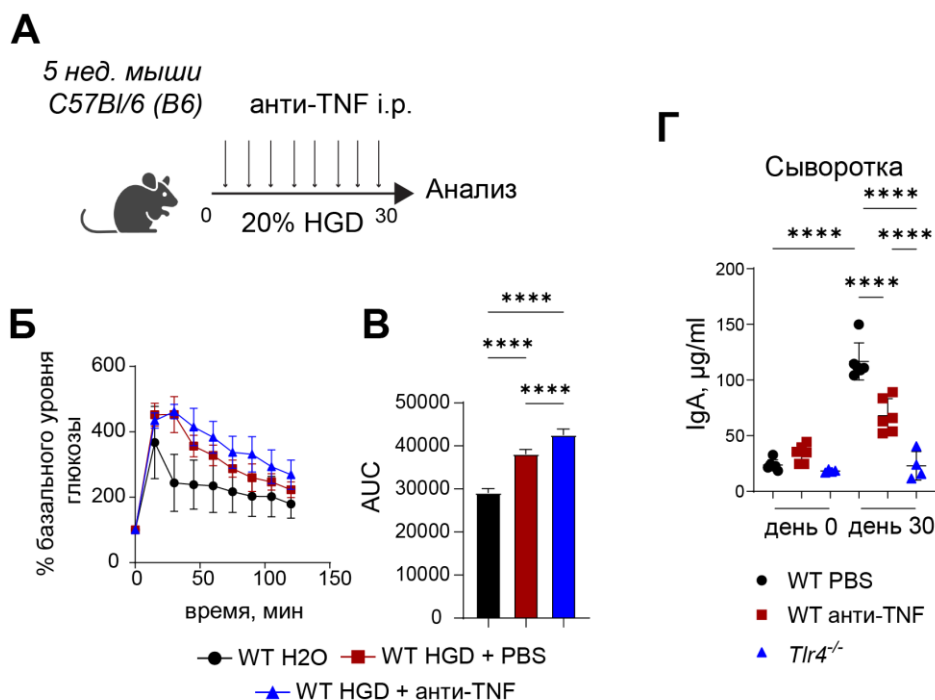 А
5 нед. мыши
C57Bl/6 (B6)
анти-TNF i.p.
0
20% HGD
30
Анализ
Б
% базального уровня
глюкозы
600
400
200
0
0
50
100
150
время, мин
В
****
****
****
AUC
50000
40000
30000
20000
10000
0
WT H2O
WT HGD + PBS
WT HGD + anti-TNF
Г
Сыворотка
****
****
****
****
IgA, µg/ml
200
150
100
50
0
день 0
день 30
WT PBS
WT анти-TNF
Tlr4-/-